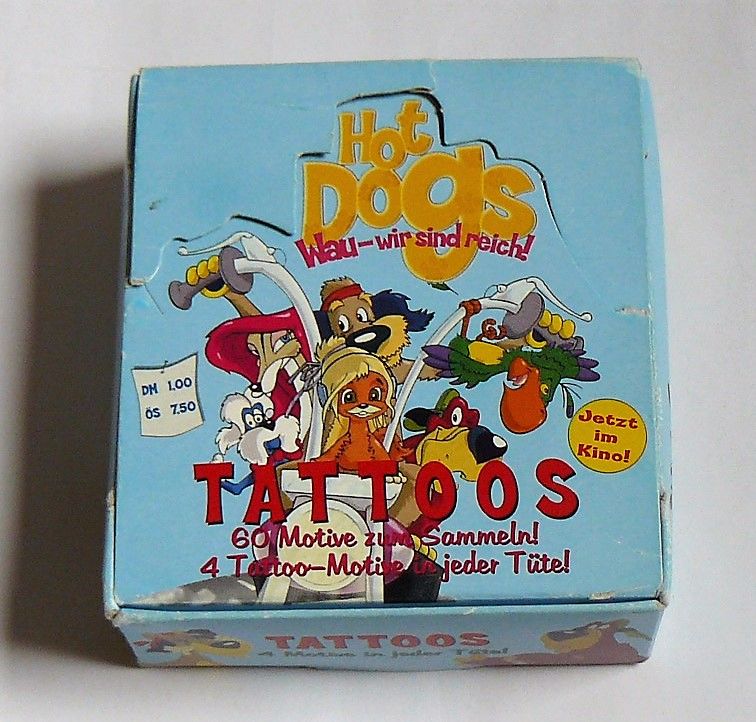 Hot
Dogs
Wau-wir sind reich!
DM 1.00
ÖS 7.50
Jetzt
im
Kino!
TATTOOS
60 Motive zum Sammeln!
4 Tattoo-Motive in jeder Tüte!
TATTOOS
4 Motive in jeder Tüte!